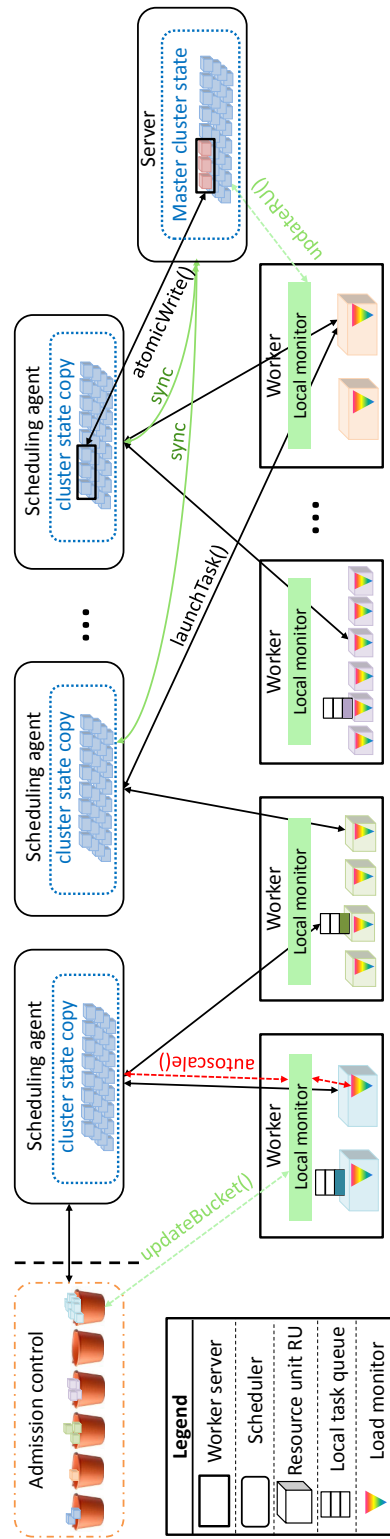 Admission control
Scheduling agent
cluster state copy
Scheduling agent
cluster state copy
...
Scheduling agent
cluster state copy
Server
Master cluster state
updateBucket()
autoscale()
launchTask()
sync
sync
atomicWrite()
updateRU()
Legend
Worker server
Scheduler
Resource unit RU
Local task queue
Load monitor
Worker
Local monitor
Worker
Local monitor
Worker
Local monitor
...
Worker
Local monitor